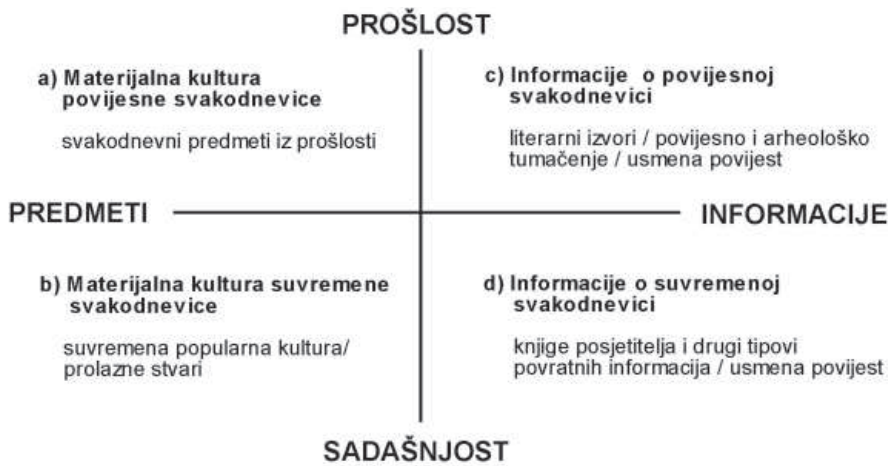 PROŠLOST
a) Materijalna kultura
povijesne svakodnevice
svakodnevni predmeti iz prošlosti
c) Informacije o povijesnoj
svakodnevici
literarni izvori / povijesno i arheološko
tumačenje / usmena povijest
PREDMETI
INFORMACIJE
b) Materijalna kultura suvremene
svakodnevice
suvremena popularna kultura/
prolazne stvari
d) Informacije o suvremenoj
svakodnevici
knjige posjetitelja i drugi tipovi
povratnih informacija / usmena povijest
SADAŠNJOST